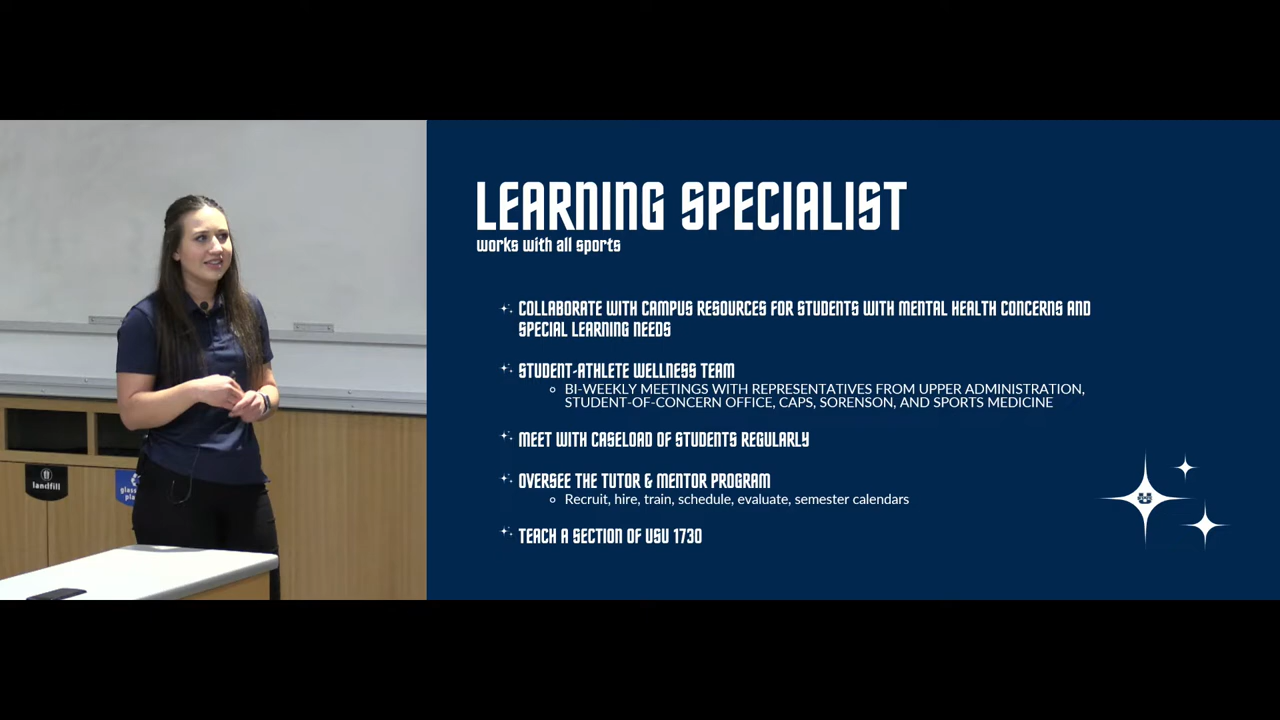 LEARNING SPECIALIST
works with all sports
COLLABORATE WITH CAMPUS RESOURCES FOR STUDENTS WITH MENTAL HEALTH CONCERNS AND
SPECIAL LEARNING NEEDS
STUDENT-ATHLETE WELLNESS TEAM
BI-WEEKLY MEETINGS WITH REPRESENTATIVES FROM UPPER ADMINISTRATION,
STUDENT-OF-CONCERN OFFICE, CAPS, SORENSON, AND SPORTS MEDICINE
MEET WITH CASELOAD OF STUDENTS REGULARLY
OVERSEE THE TUTOR & MENTOR PROGRAM
Recruit, hire, train, schedule, evaluate, semester calendars
TEACH A SECTION OF USU 1730
landfill